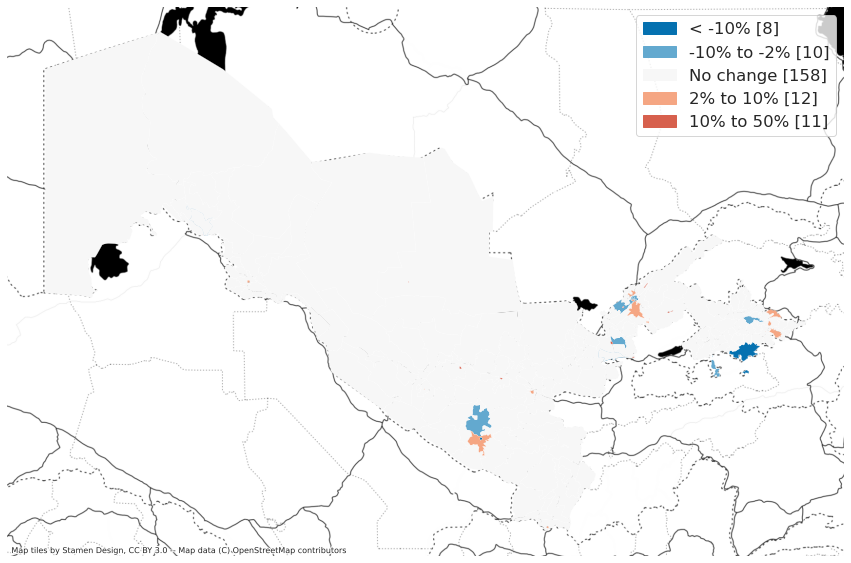 < -10% [8]
-10% to -2% [10]
No change [158]
2% to 10% [12]
10% to 50% [11]
Map tiles by Stamen Design, CC BY 3.0 -- Map data (C) OpenStreetMap contributors